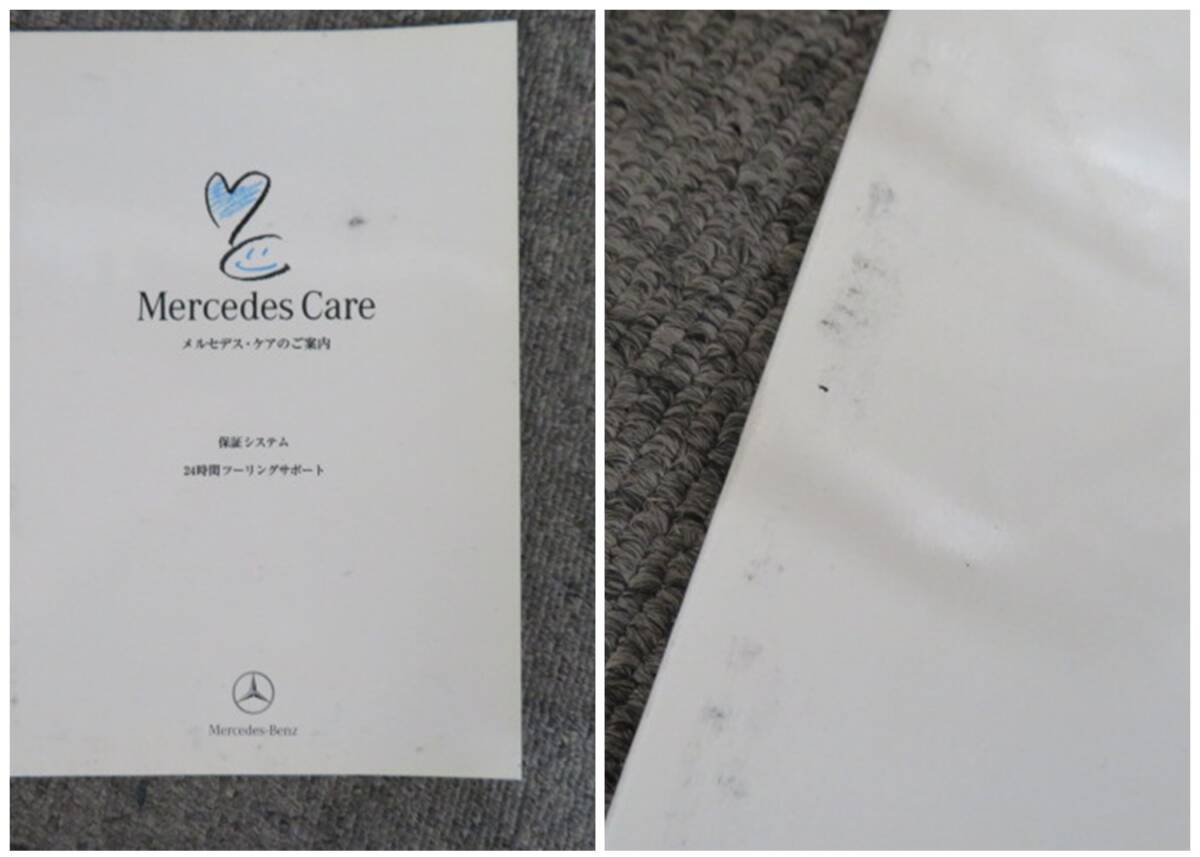 Mercedes Care
メルセデス・ケアのご案内
保証システム
24時間ツーリングサポート
Mercedes-Benz